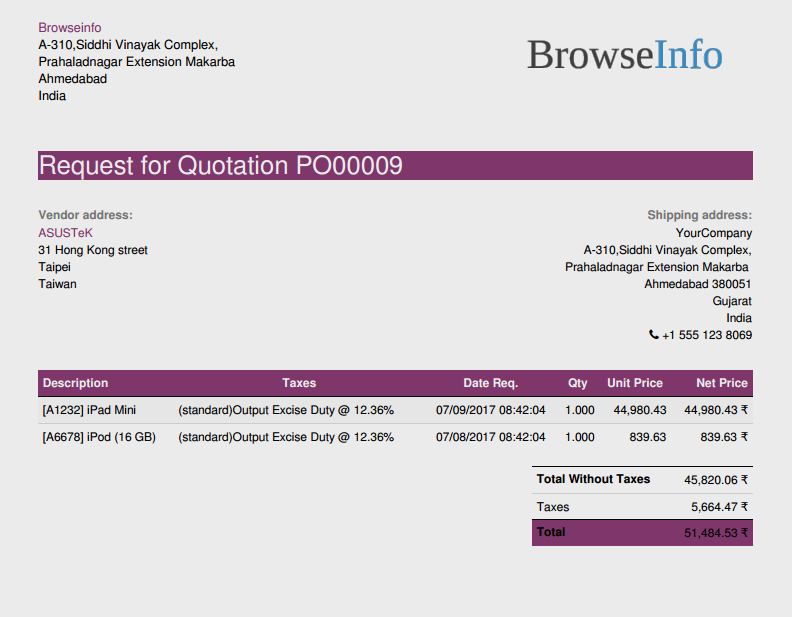 Browseinfo
A-310,Siddhi Vinayak Complex,
Prahaladnagar Extension Makarba
Ahmedabad
India
BrowseInfo
Request for Quotation PO00009
Vendor address:
ASUSTeK
31 Hong Kong street
Taipei
Taiwan
Shipping address:
YourCompany
A-310,Siddhi Vinayak Complex,
Prahaladnagar Extension Makarba
Ahmedabad 380051
Gujarat
India
+1 555 123 8069
Description Taxes Date Req. Qty Unit Price Net Price
[A1232] iPad Mini (standard)Output Excise Duty @ 12.36% 07/09/2017 08:42:04 1.000 44,980.43 44,980.43 ₹
[A6678] iPod (16 GB) (standard)Output Excise Duty @ 12.36% 07/08/2017 08:42:04 1.000 839.63 839.63 ₹
Total Without Taxes 45,820.06 ₹
Taxes 5,664.47 ₹
Total 51,484.53 ₹